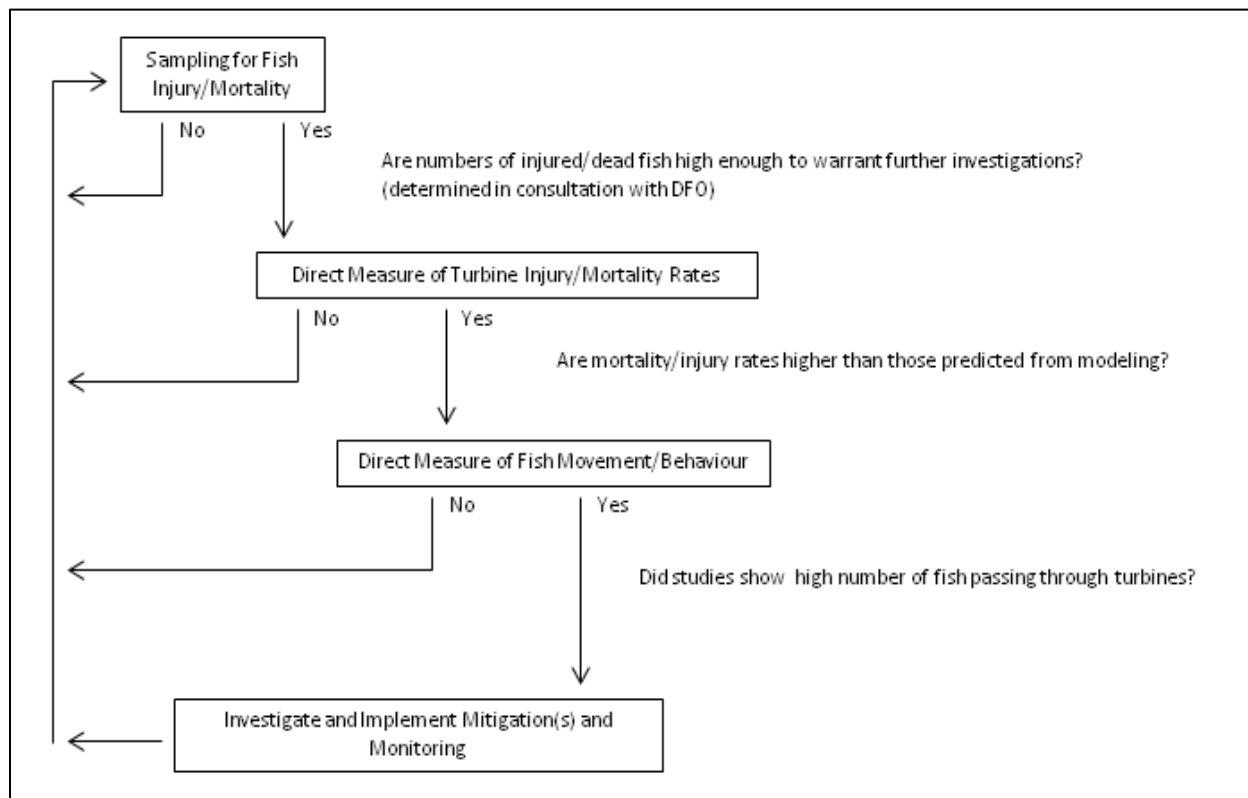 Sampling for Fish
Injury/Mortality
No
Yes
Are numbers of injured/dead fish high enough to warrant further investigations?
(determined in consultation with DFO)
Direct Measure of Turbine Injury/Mortality Rates
No
Yes
Are mortality/injury rates higher than those predicted from modeling?
Direct Measure of Fish Movement/Behaviour
No
Yes
Did studies show high number of fish passing through turbines?
Investigate and Implement Mitigation(s) and
Monitoring